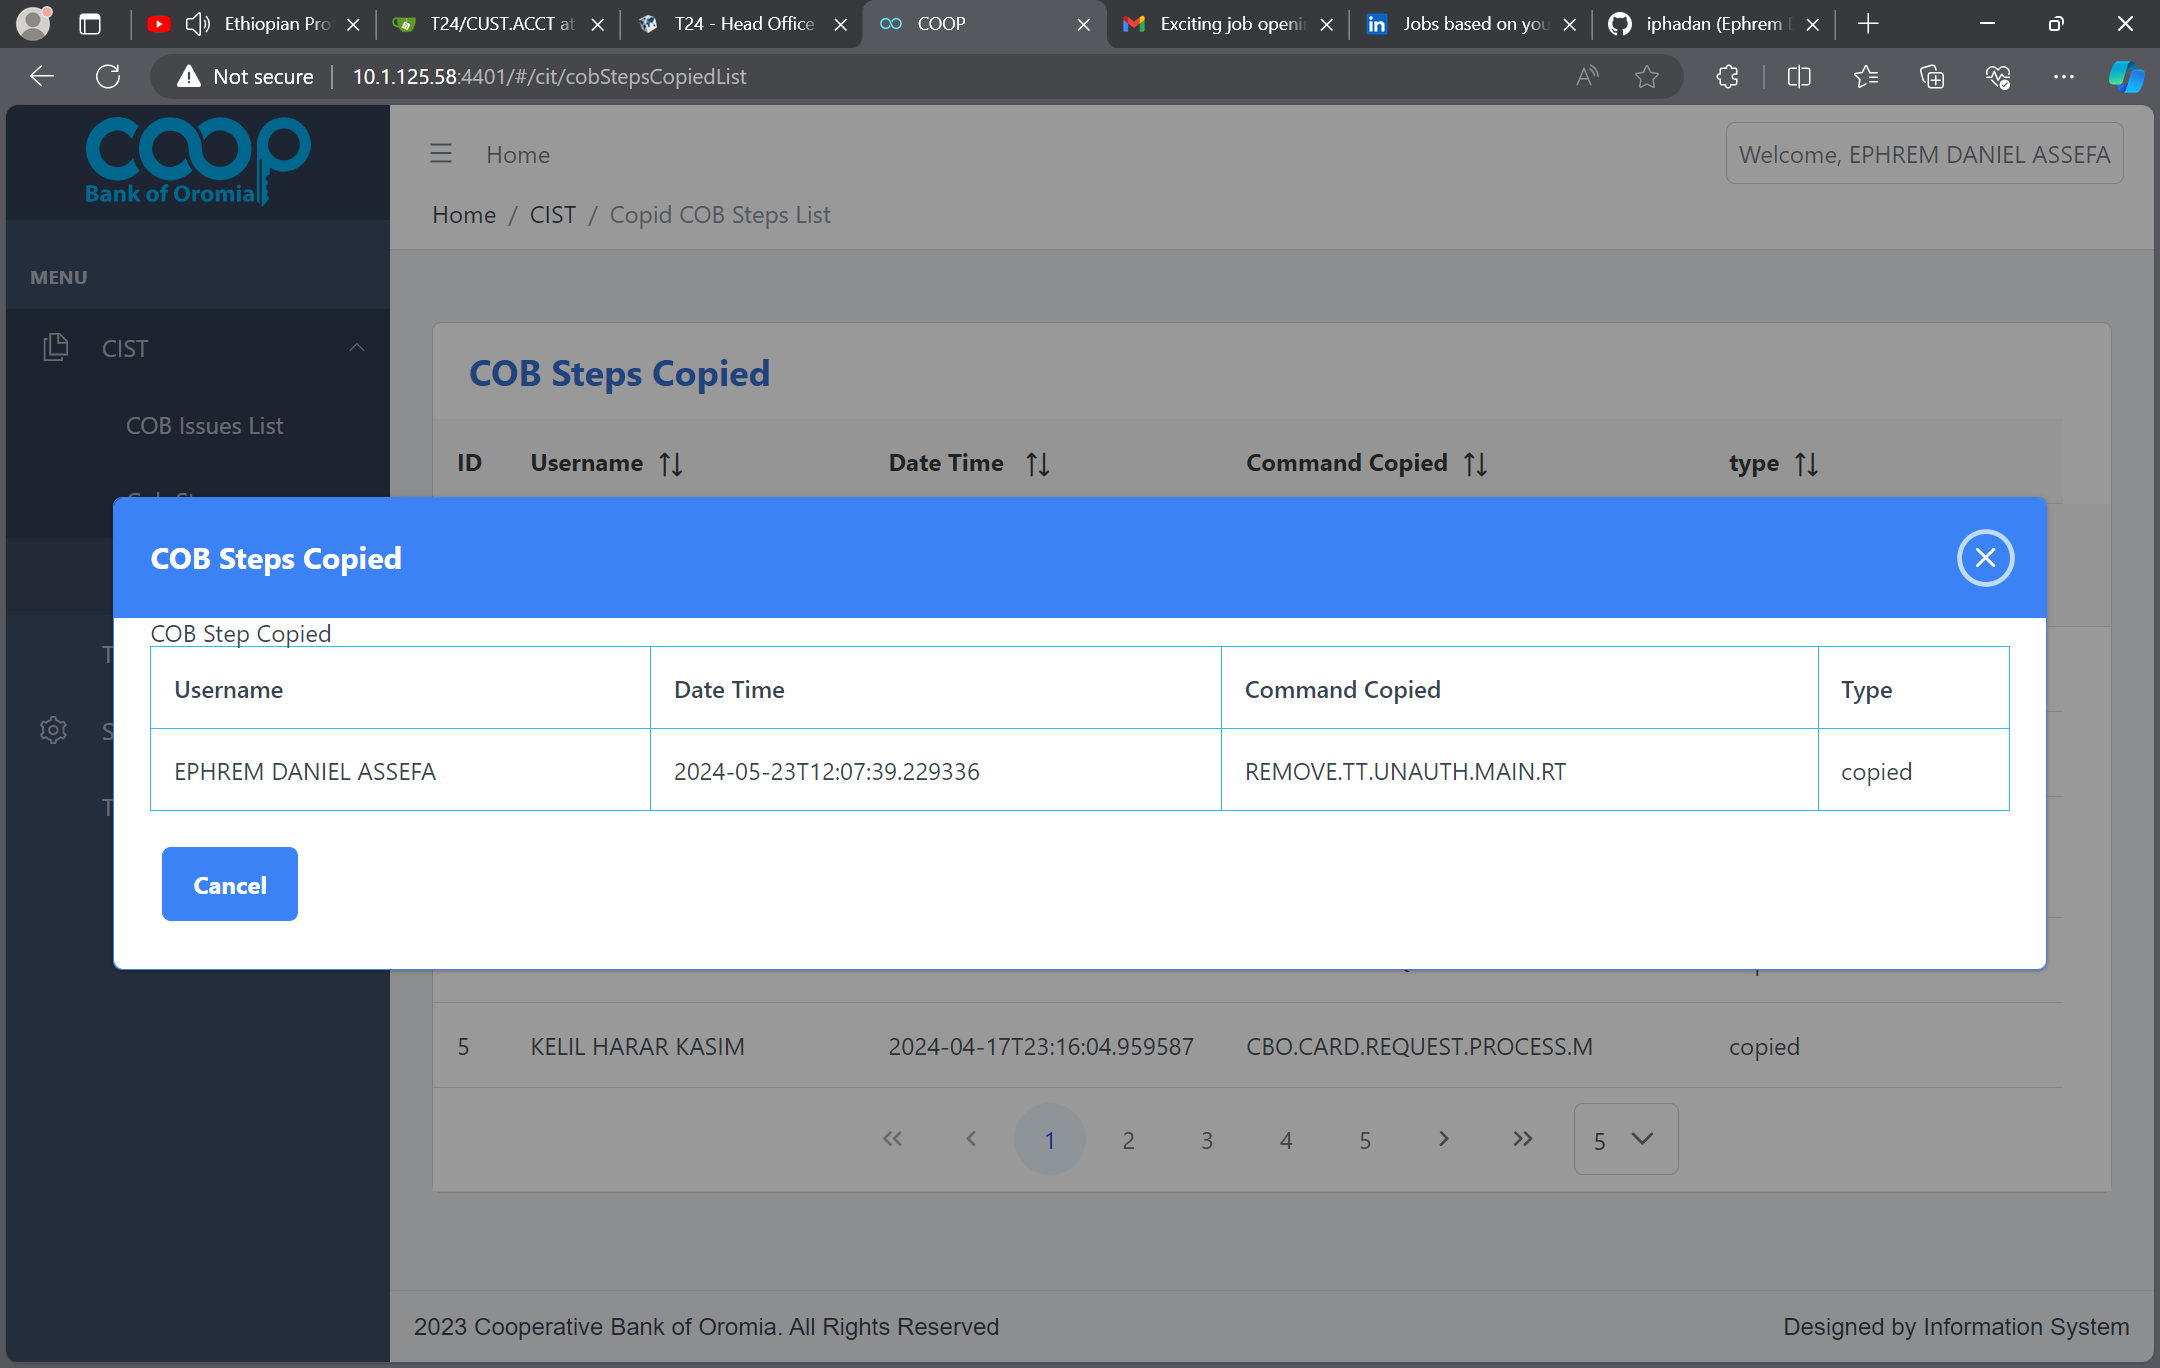 Ethiopian Pro
T24/CUST.ACCT at
T24 - Head Office
COOP
Exciting job openi
Jobs based on you
iphadan (Ephrem
Not secure
10.1.125.58:4401/#/cit/cobStepsCopiedList
coop
Bank of Oromia
Home
Welcome, EPHREM DANIEL ASSEFA
Home / CIST / Copid COB Steps List
MENU
CIST
COB Issues List
COB Steps Copied
ID Username Date Time Command Copied type
COB Steps Copied
COB Step Copied
Username Date Time Command Copied Type
EPHREM DANIEL ASSEFA 2024-05-23T12:07:39.229336 REMOVE.TT.UNAUTH.MAIN.RT copied
Cancel
T
S
T
5 KELIL HARAR KASIM 2024-04-17T23:16:04.959587 CBO.CARD.REQUEST.PROCESS.M copied
« ‹ 1 2 3 4 5 › » 5
2023 Cooperative Bank of Oromia. All Rights Reserved
Designed by Information System